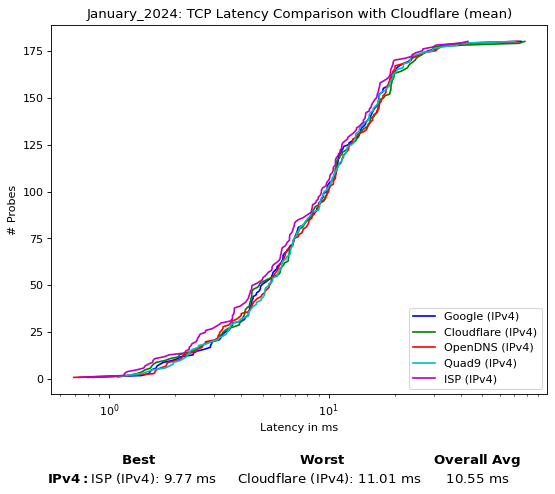 January_2024: TCP Latency Comparison with Cloudflare (mean)
# Probes
175
150
125
100
75
50
25
0
10⁰
10¹
Latency in ms
Google (IPv4)
Cloudflare (IPv4)
OpenDNS (IPv4)
Quad9 (IPv4)
ISP (IPv4)
Best Worst Overall Avg
IPv4: ISP (IPv4): 9.77 ms Cloudflare (IPv4): 11.01 ms 10.55 ms